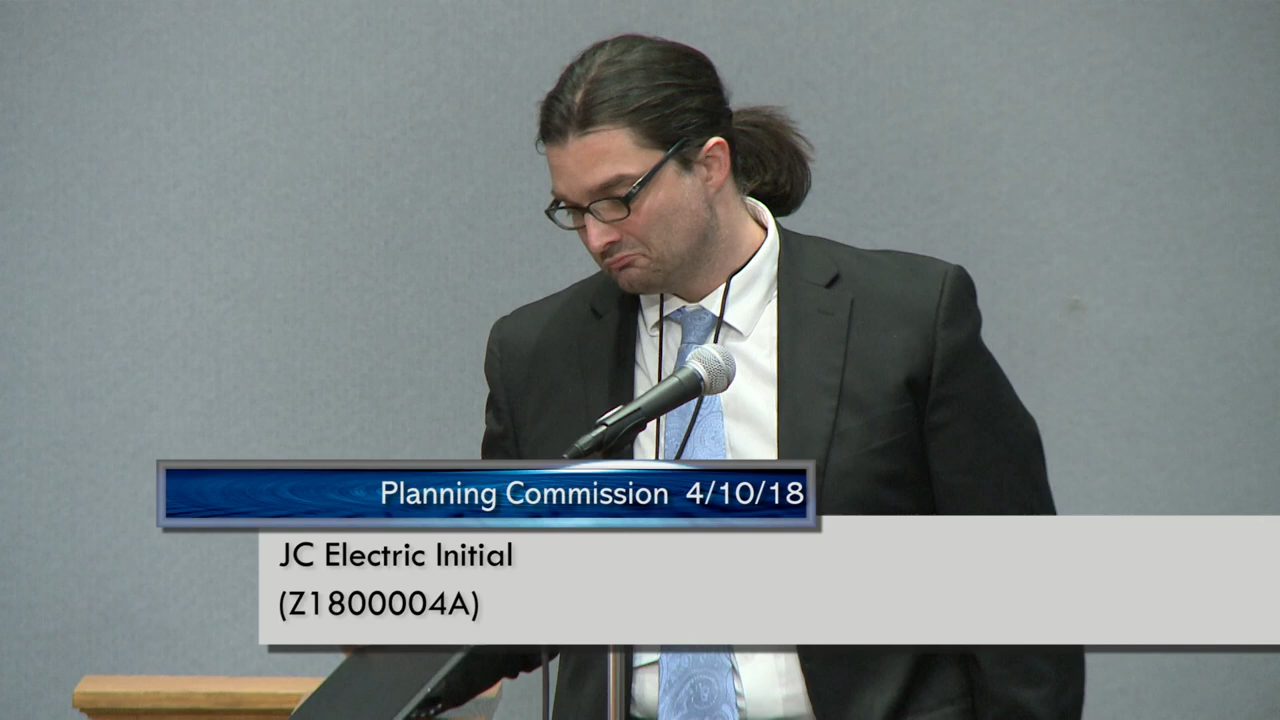 Planning Commission 4/10/18
JC Electric Initial
(Z1800004A)